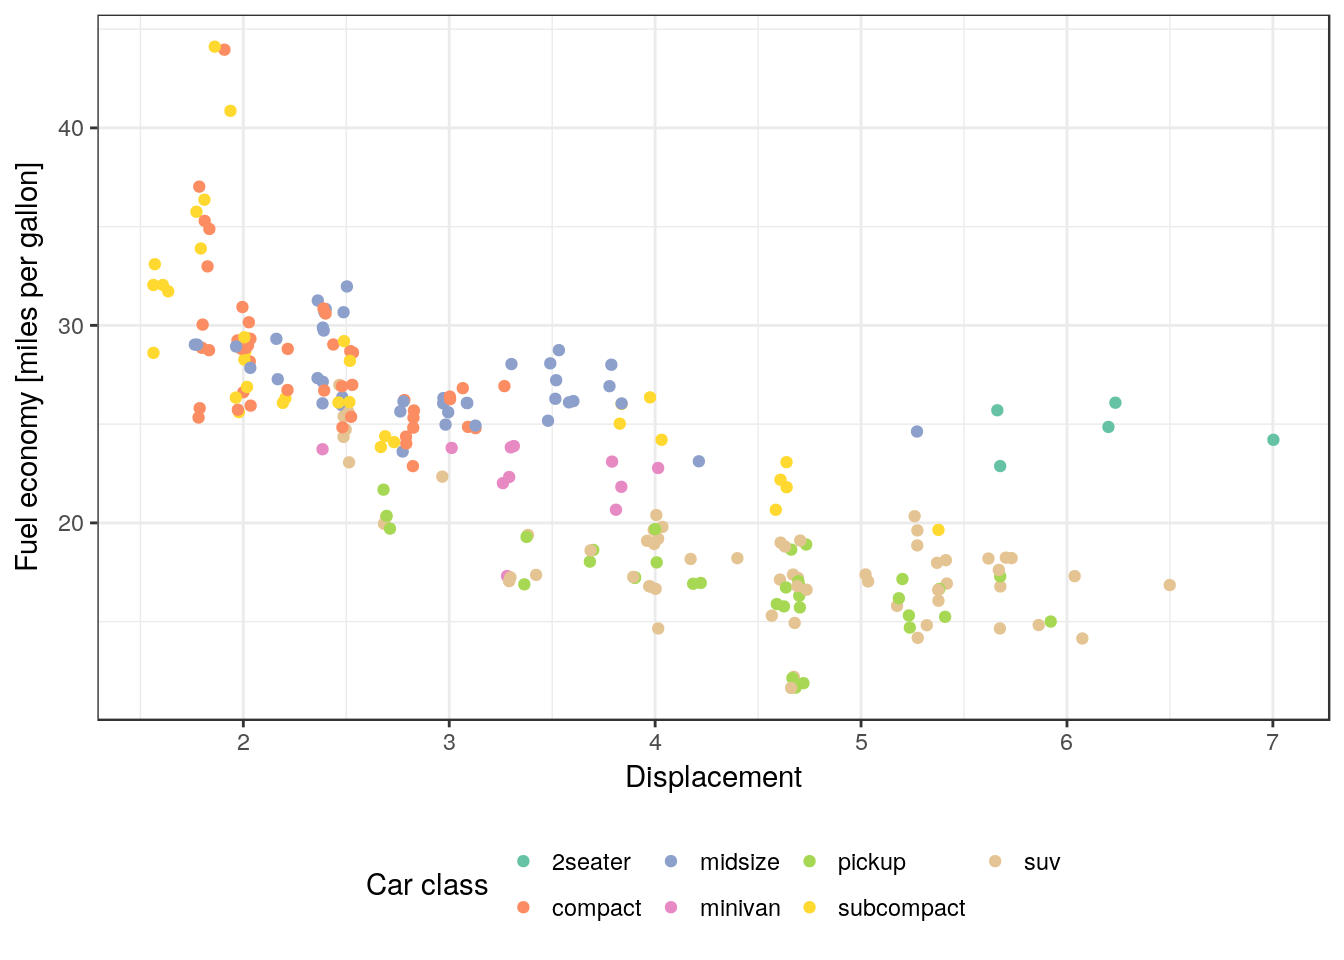 Fuel economy [miles per gallon]
40
30
20
2 3 4 5 6 7
Displacement
Car class
2seater midsize pickup suv
compact minivan subcompact